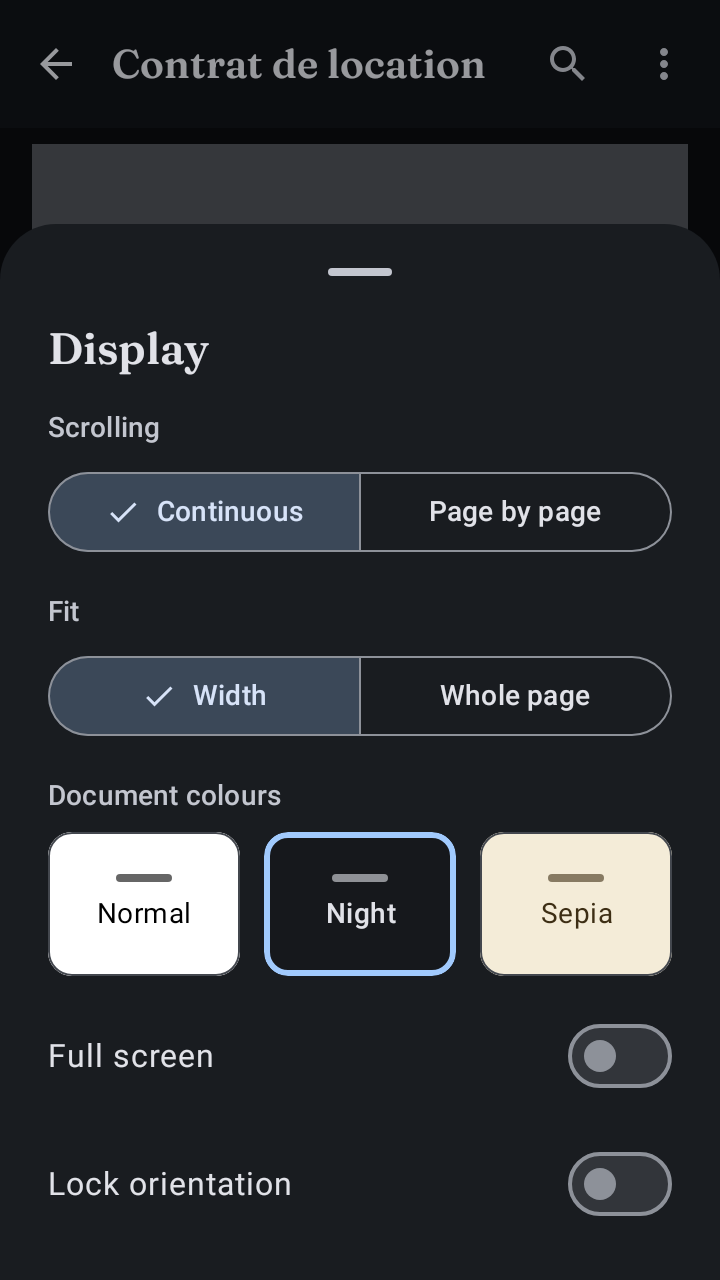 Contrat de location
Display
Scrolling
Continuous
Page by page
Fit
Width
Whole page
Document colours
Normal
Night
Sepia
Full screen
Lock orientation